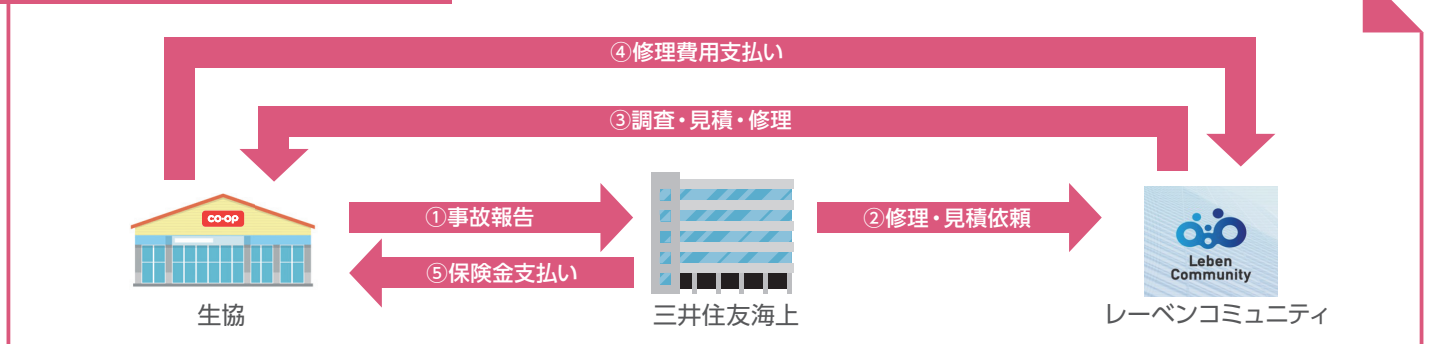 ④修理費用支払い
③調査・見積・修理
①事故報告
②修理・見積依頼
⑤保険金支払い
co-op
Leben
Community
生協
三井住友海上
レーベンコミュニティ